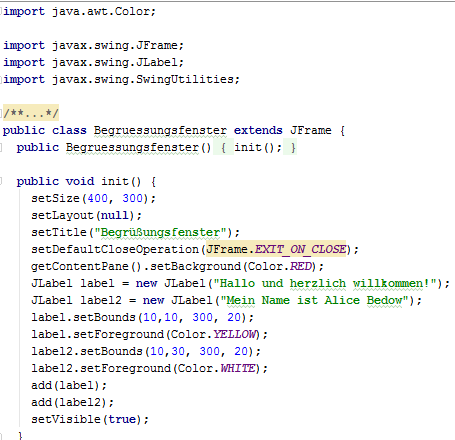 import java.awt.Color;
import javax.swing.JFrame;
import javax.swing.JLabel;
import javax.swing.SwingUtilities;
/**...*/
public class Begruessungsfenster extends JFrame {
public Begruessungsfenster() { init(); }
public void init() {
setSize(400, 300);
setLayout(null);
setTitle("Begrüßungsfenster");
setDefaultCloseOperation(JFrame.EXIT_ON_CLOSE);
getContentPane().setBackground(Color.RED);
JLabel label = new JLabel("Hallo und herzlich willkommen!");
JLabel label2 = new JLabel("Mein Name ist Alice Bedow");
label.setBounds(10,10, 300, 20);
label.setForeground(Color.YELLOW);
label2.setBounds(10,30, 300, 20);
label2.setForeground(Color.WHITE);
add(label);
add(label2);
setVisible(true);
}